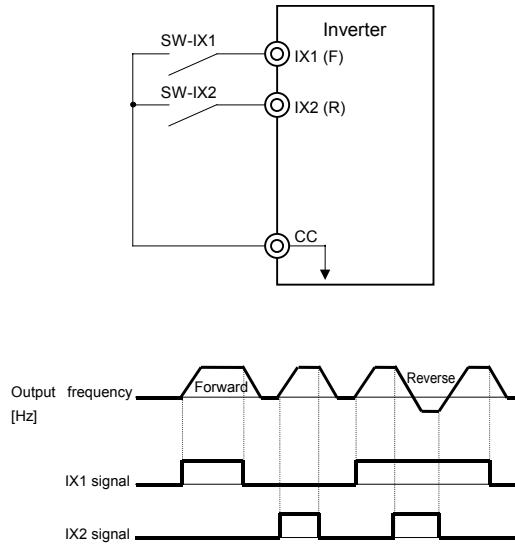 Inverter
SW-IX1
IX1 (F)
SW-IX2
IX2 (R)
CC
Output frequency
[Hz]
Forward
Reverse
IX1 signal
IX2 signal